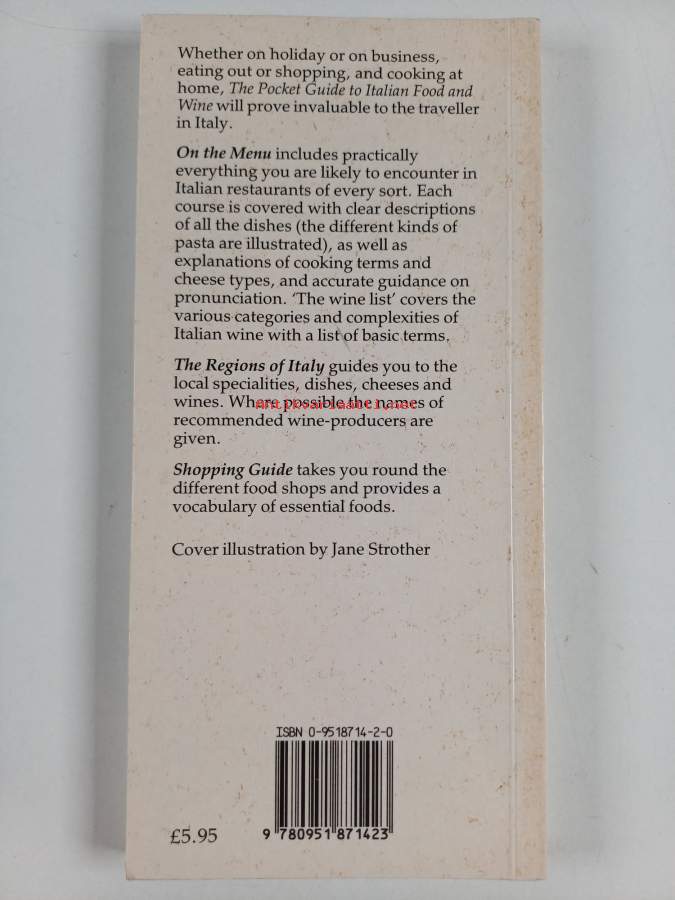 Whether on holiday or on business,
eating out or shopping, and cooking at
home, The Pocket Guide to Italian Food and
Wine will prove invaluable to the traveller
in Italy.
On the Menu includes practically
everything you are likely to encounter in
Italian restaurants of every sort. Each
course is covered with clear descriptions
of all the dishes (the different kinds of
pasta are illustrated), as well as
explanations of cooking terms and
cheese types, and accurate guidance on
pronunciation. 'The wine list' covers the
various categories and complexities of
Italian wine with a list of basic terms.
The Regions of Italy guides you to the
local specialities, dishes, cheeses and
wines. Where possible the names of
Antikvariaatti.net
recommended wine-producers are
given.
Shopping Guide takes you round the
different food shops and provides a
vocabulary of essential foods.
Cover illustration by Jane Strother
ISBN 0-9518714-2-0
£5.95
9 780951 871423